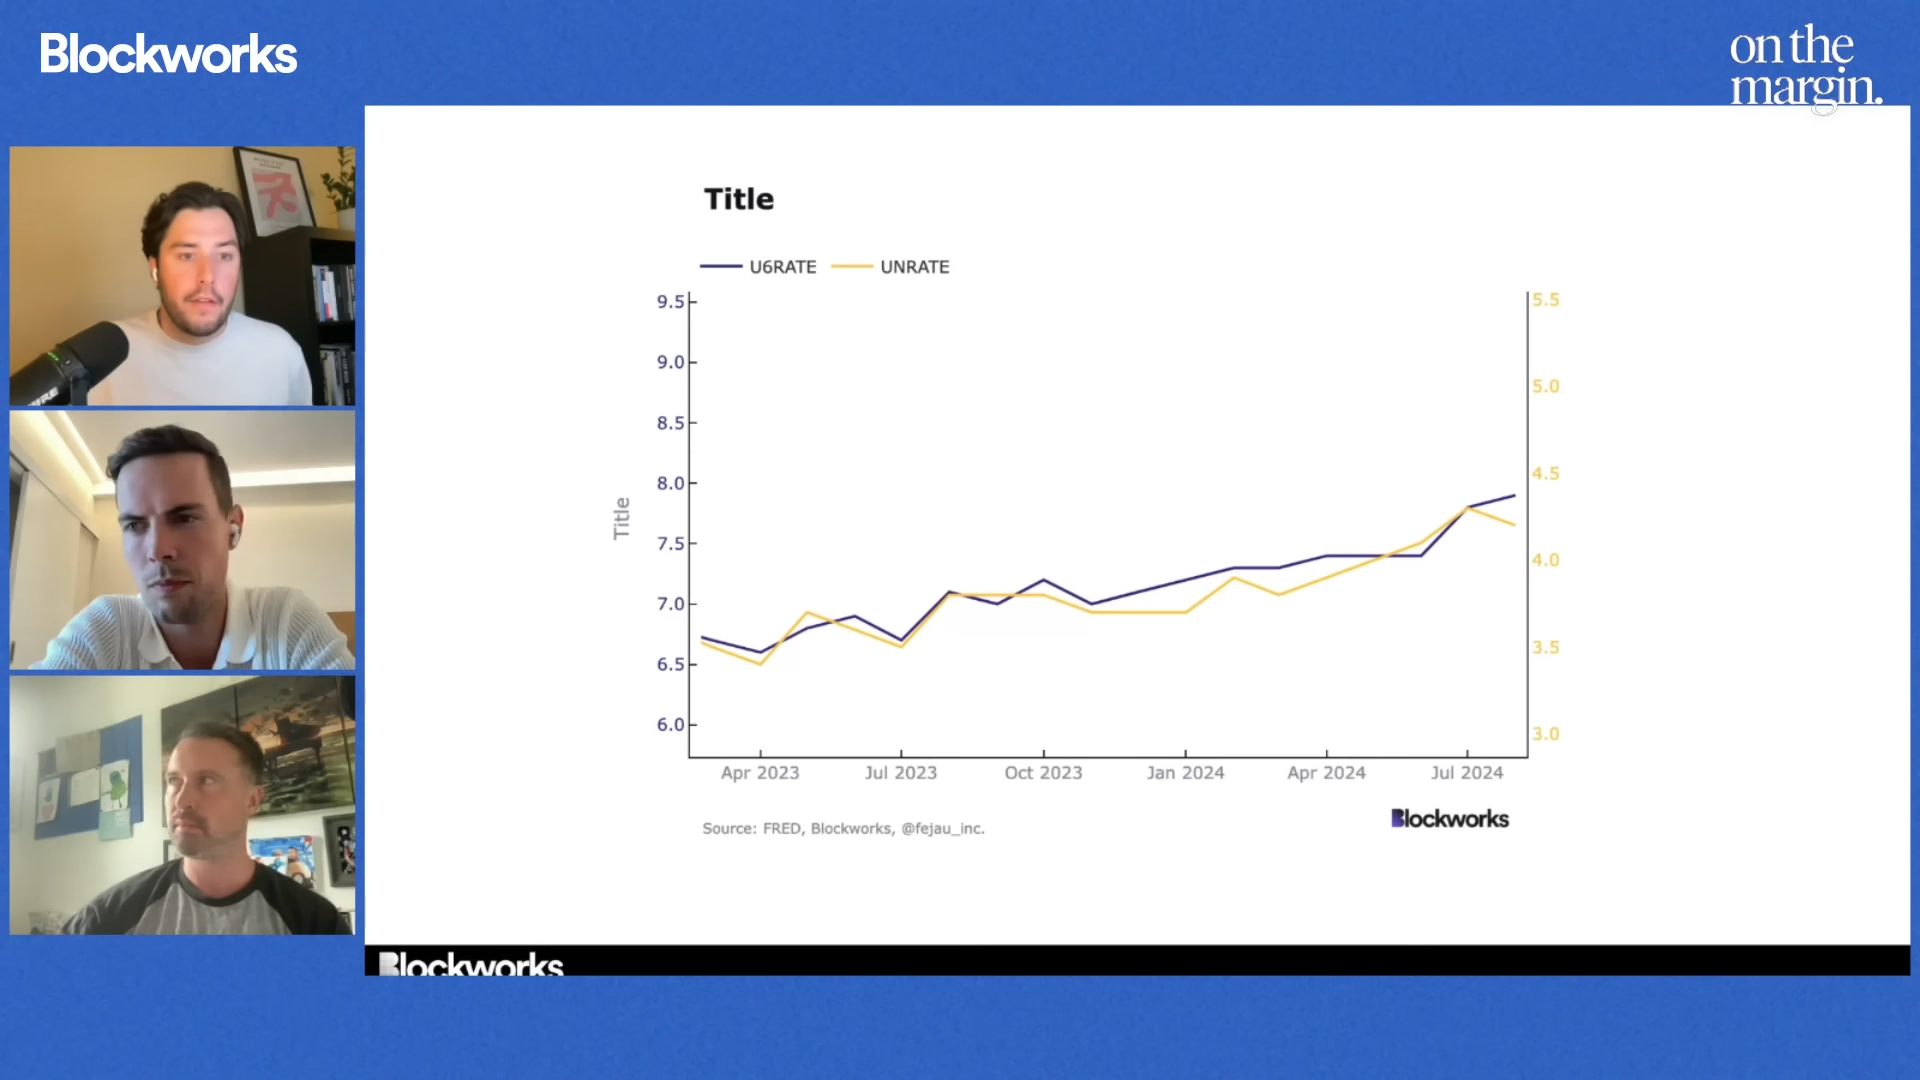 Blockworks
on the
margin.
Title
U6RATE UNRATE
9.5
9.0
8.5
8.0
7.5
7.0
6.5
6.0
Title
5.5
5.0
4.5
4.0
3.5
3.0
Apr 2023 Jul 2023 Oct 2023 Jan 2024 Apr 2024 Jul 2024
Source: FRED, Blockworks, @fejau_inc.
Blockworks
Blockworks